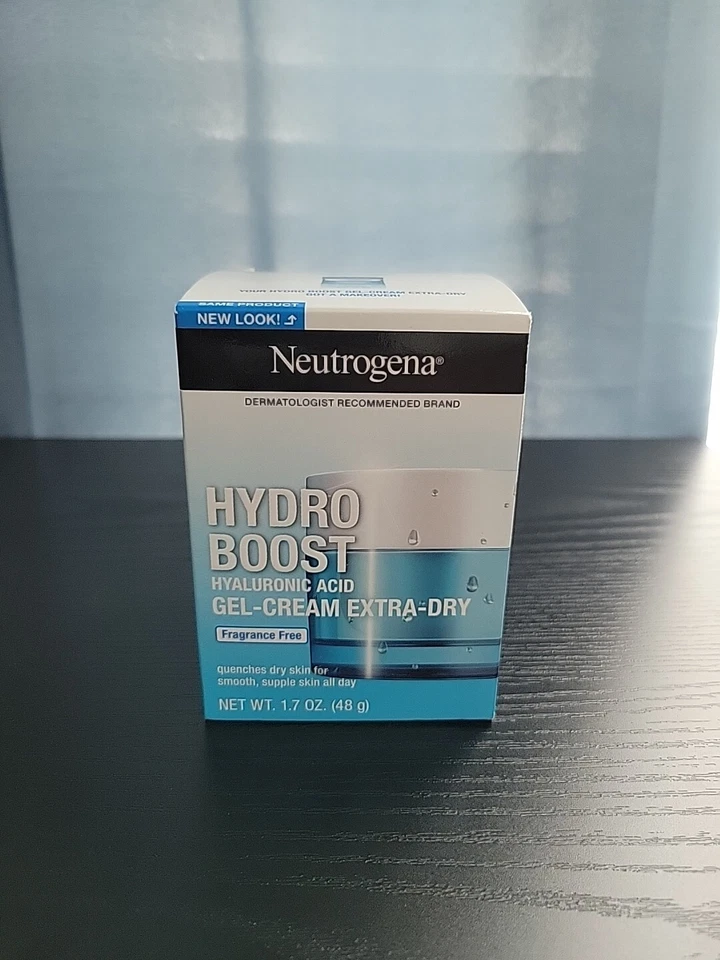 YOUR HYDRO BOOST GEL-CREAM EXTRA-DRY
GOT A MAKEOVER!
SAME PRODUCT
NEW LOOK!
Neutrogena®
DERMATOLOGIST RECOMMENDED BRAND
HYDRO
BOOST
HYALURONIC ACID
GEL-CREAM EXTRA-DRY
Fragrance Free
quenches dry skin for
smooth, supple skin all day
NET WT. 1.7 OZ. (48 g)